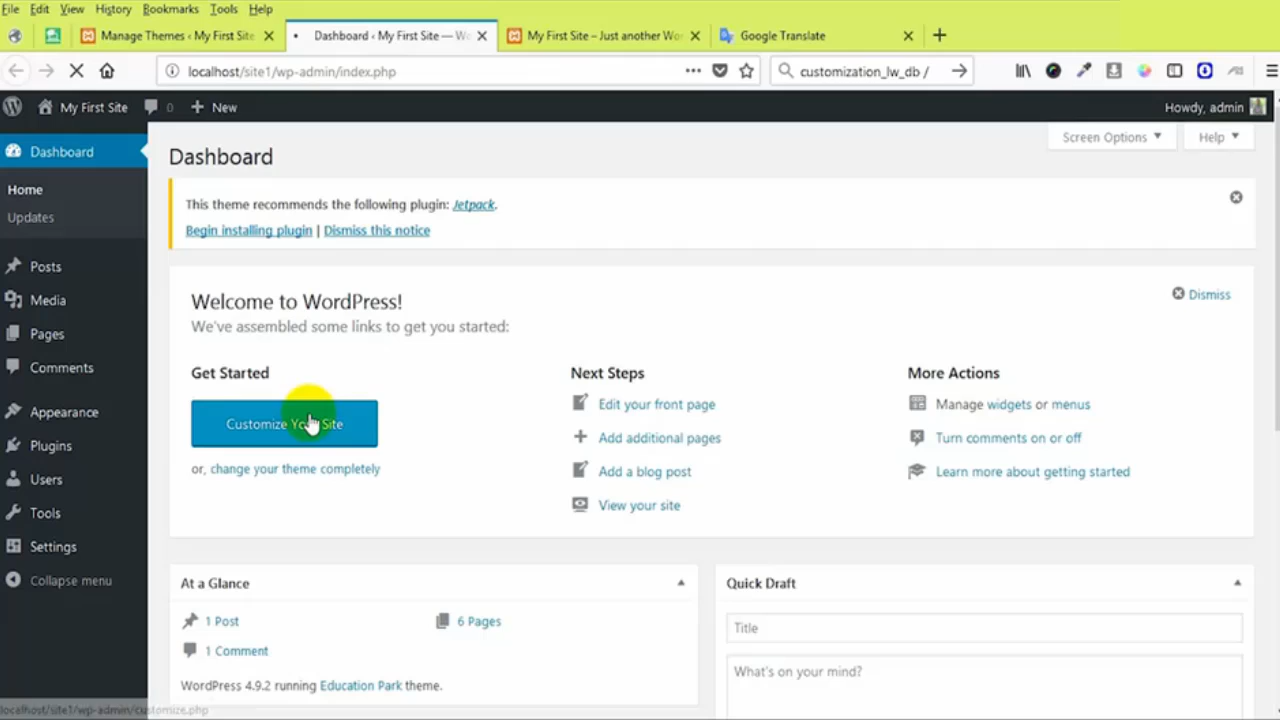 File Edit View History Bookmarks Tools Help
Manage Themes ‹ My First Site Dashboard ‹ My First Site — W My First Site – Just another Wo Google Translate
localhost/site1/wp-admin/index.php customization_lw_db /
My First Site 0 New Howdy, admin
Dashboard
Home
Updates
Posts
Media
Pages
Comments
Appearance
Plugins
Users
Tools
Settings
Collapse menu
Screen Options Help
Dashboard
This theme recommends the following plugin: Jetpack.
Begin installing plugin | Dismiss this notice
Welcome to WordPress!
Dismiss
We've assembled some links to get you started:
Get Started
Customize Your Site
or, change your theme completely
Next Steps
Edit your front page
Add additional pages
Add a blog post
View your site
More Actions
Manage widgets or menus
Turn comments on or off
Learn more about getting started
At a Glance
1 Post 6 Pages
1 Comment
WordPress 4.9.2 running Education Park theme.
Quick Draft
Title
What's on your mind?
localhost/site1/wp-admin/customize.php